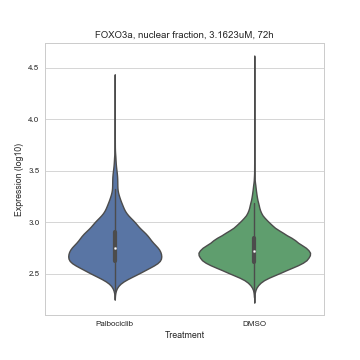 FOXO3a, nuclear fraction, 3.1623uM, 72h
4.5
4.0
3.5
3.0
2.5
Expression (log10)
Palbociclib
DMSO
Treatment